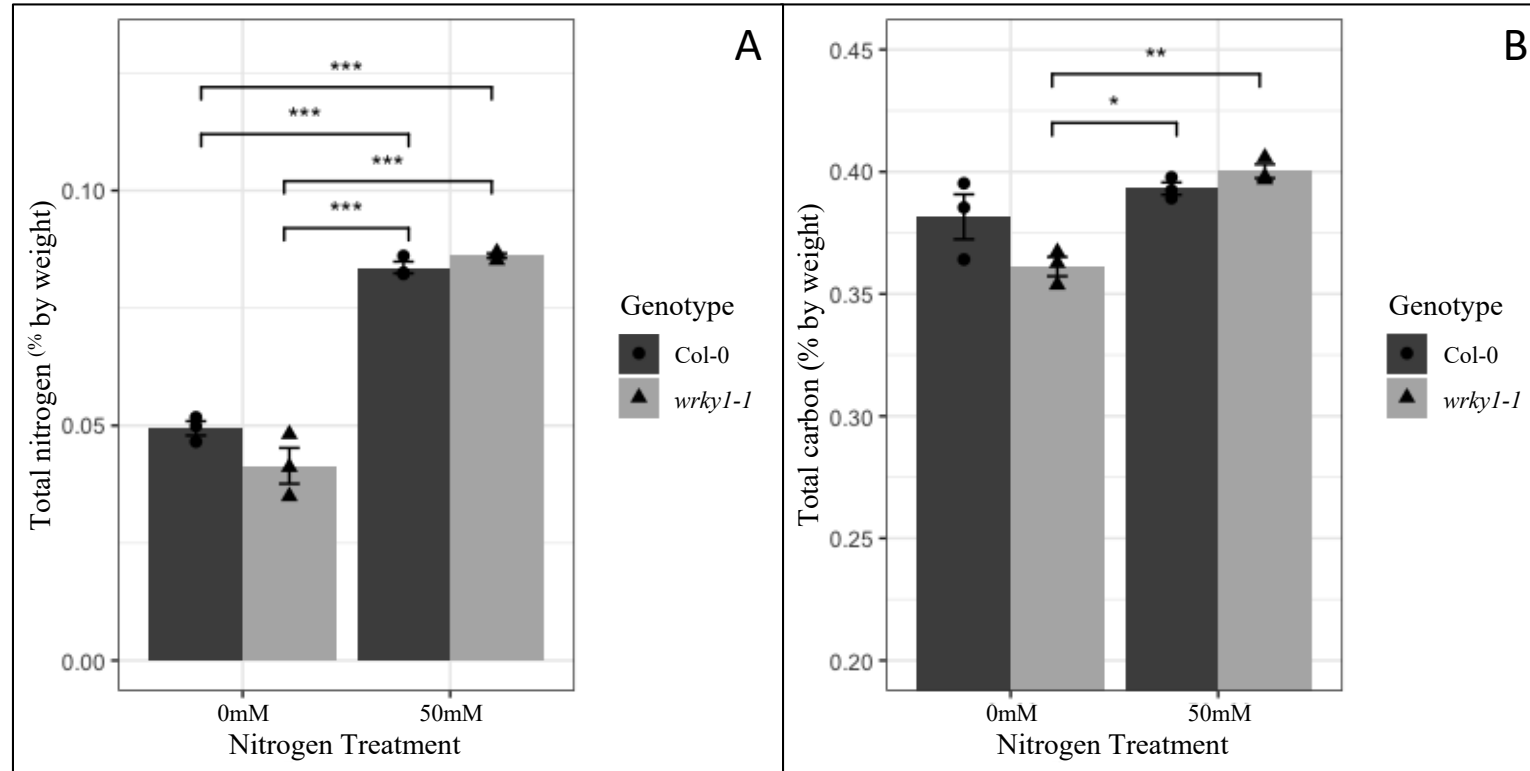 A
***
***
***
***
Total nitrogen (% by weight)
0.10
0.05
0.00
0mM
50mM
Nitrogen Treatment
Genotype
Col-0
wrky1-1
B
**
*
Total carbon (% by weight)
0.45
0.40
0.35
0.30
0.25
0.20
0mM
50mM
Nitrogen Treatment
Genotype
Col-0
wrky1-1